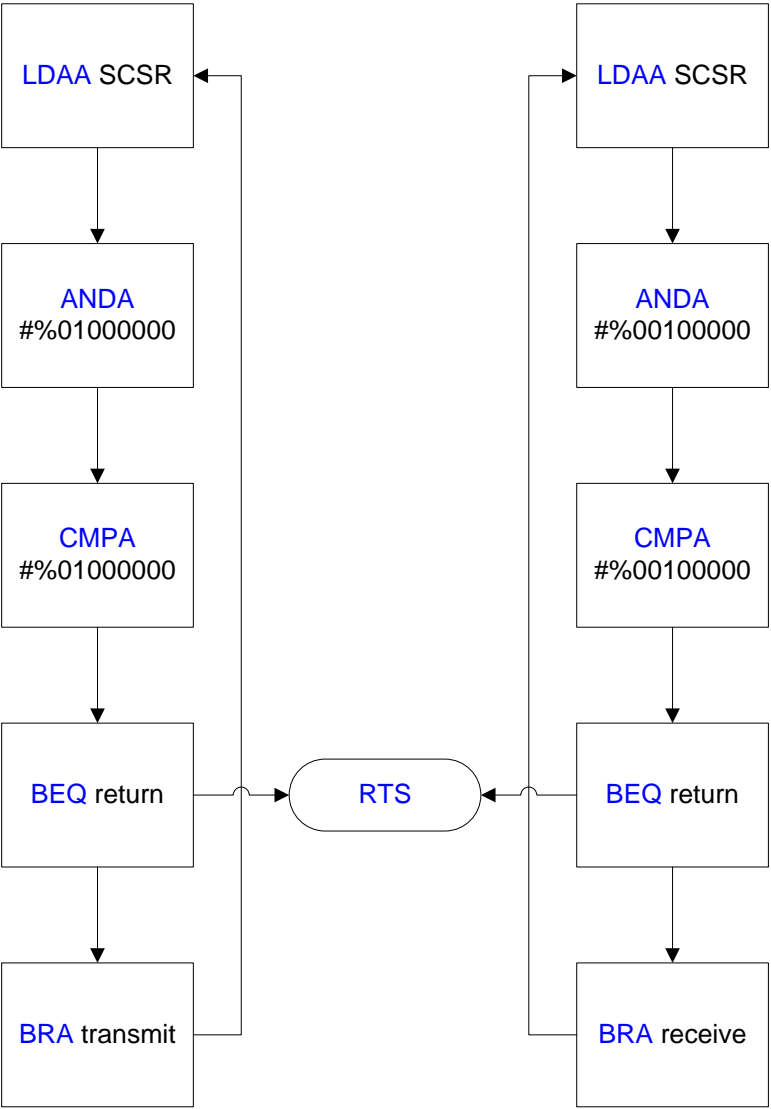 LDAA SCSR
ANDA
#%01000000
CMPA
#%01000000
BEQ return
BRA transmit
RTS
LDAA SCSR
ANDA
#%00100000
CMPA
#%00100000
BEQ return
BRA receive